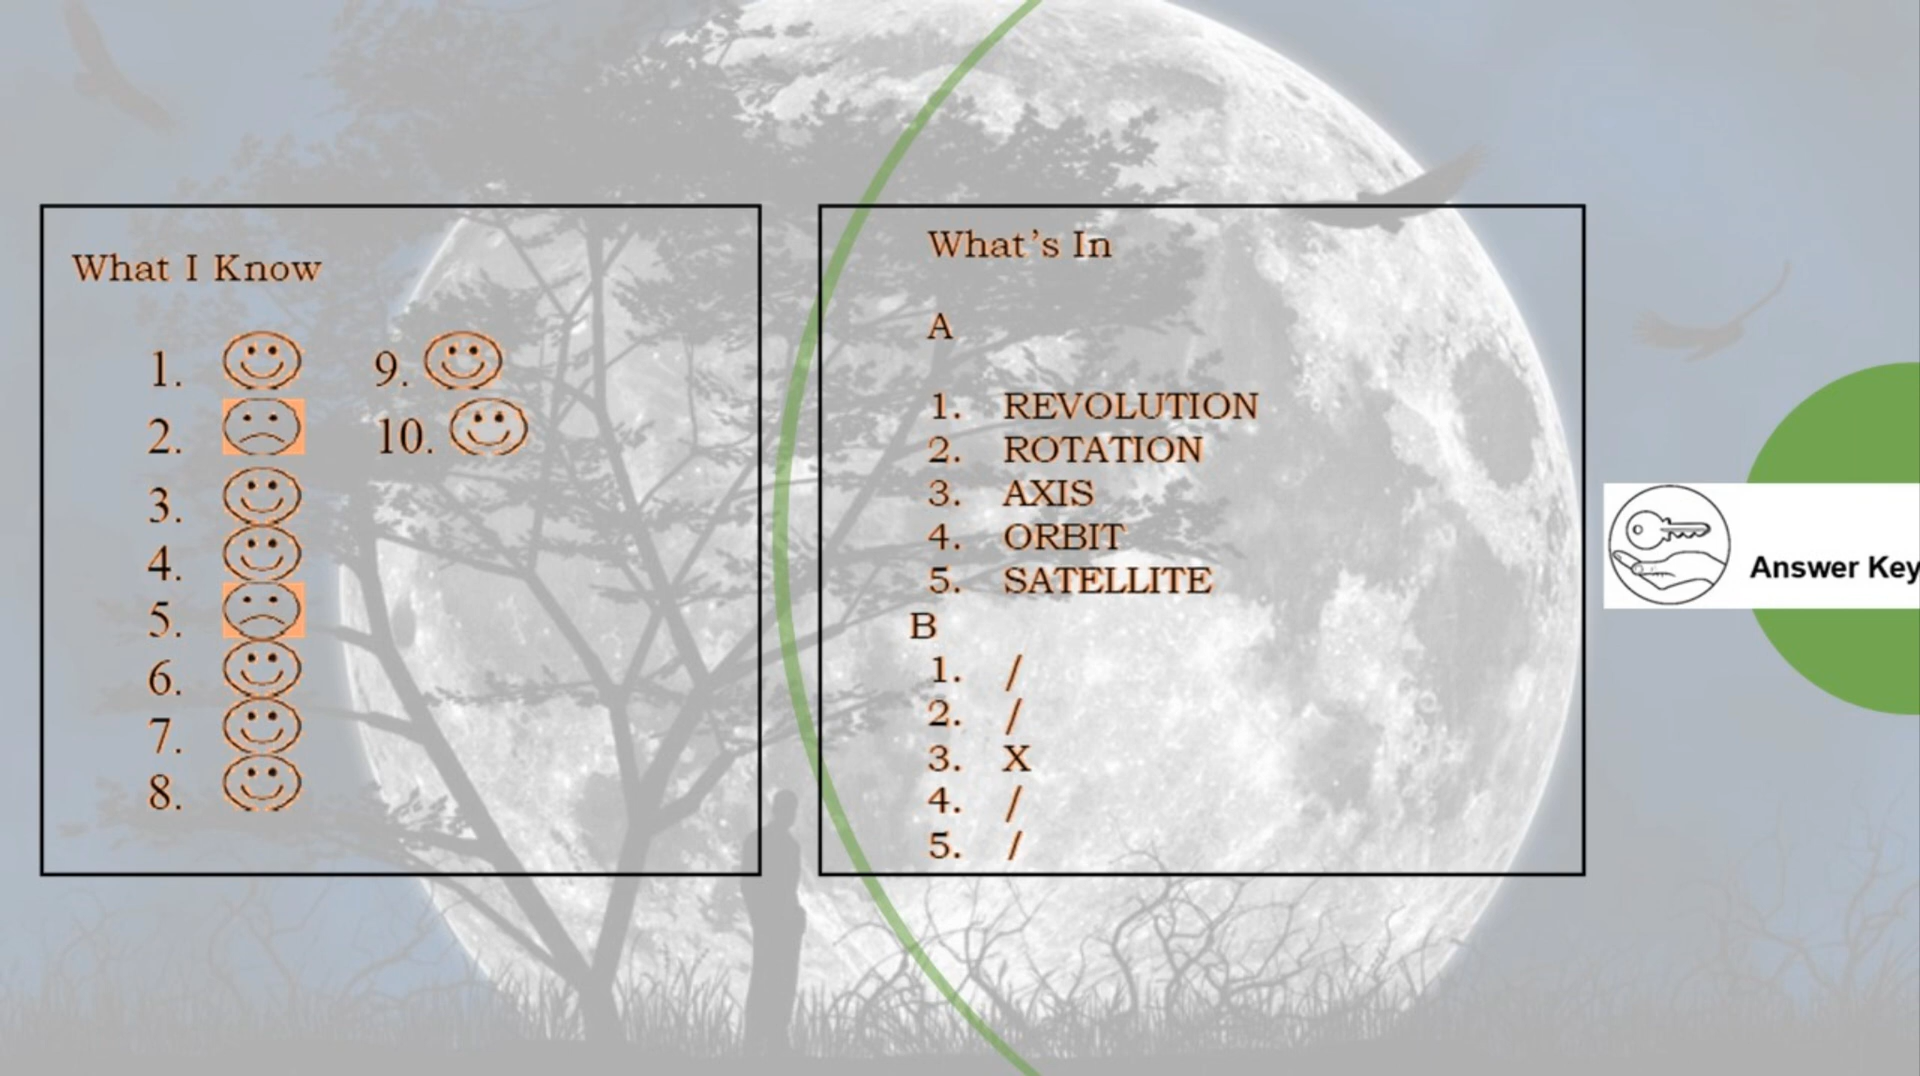 What I Know
1.
2.
3.
4.
5.
6.
7.
8.
9.
10.
What's In
A
1. REVOLUTION
2. ROTATION
3. AXIS
4. ORBIT
5. SATELLITE
B
1. /
2. /
3. X
4. /
5. /
Answer Key